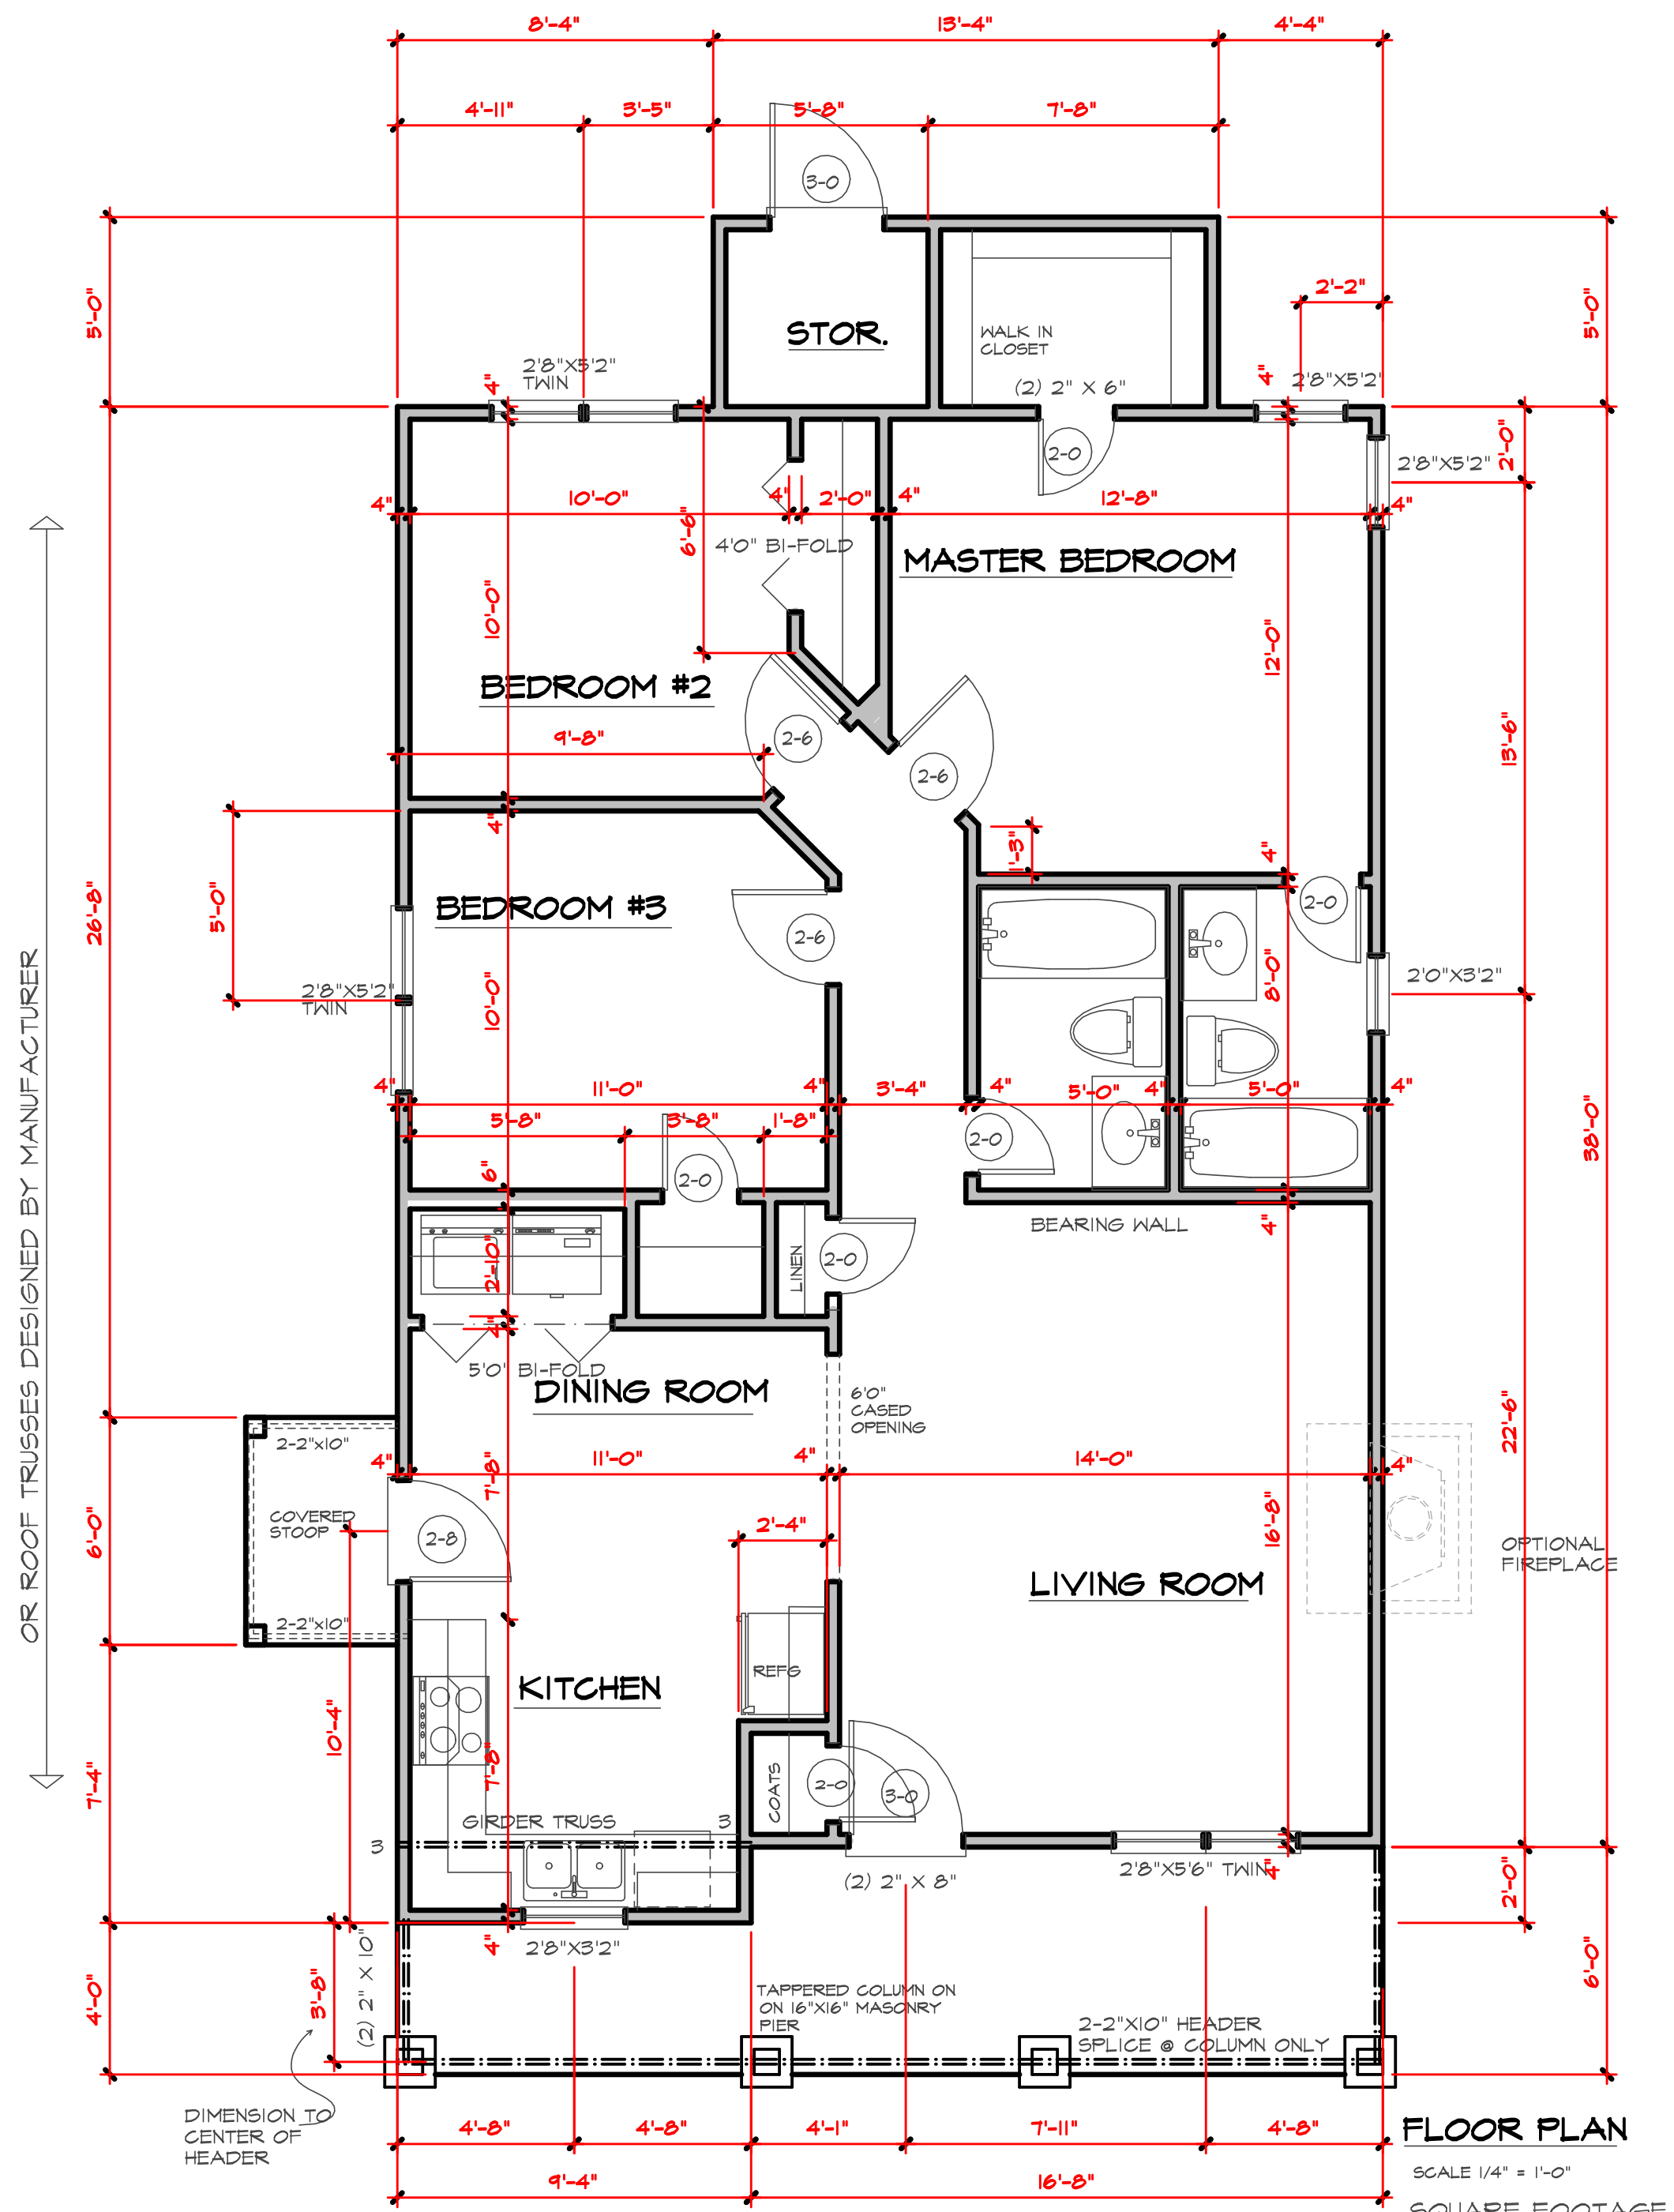 8'-4"
13'-4"
4'-4"
4'-11"
3'-5"
5'-8"
7'-8"
3-0
5'-0"
STOR.
WALK IN
CLOSET
2'-2"
5'-0"
2'8"X5'2"
TWIN
4"
(2) 2" X 6"
4"
2'8"X5'2"
2-0
2'8"X5'2"
2'-0"
4"
10'-0"
4"
2'-0"
4"
12'-8"
4"
6'-6"
4'0" BI-FOLD
MASTER BEDROOM
10'-0"
12'-0"
BEDROOM #2
9'-8"
2-6
2-6
13'-6"
4"
1'-3"
4"
26'-8"
5'-0"
BEDROOM #3
2-6
2-0
2'8"X5'2"
TWIN
10'-0"
8'-0"
2'0"X3'2"
OR ROOF TRUSSES DESIGNED BY MANUFACTURER
38'-0"
4"
11'-0"
4"
3'-4"
4"
5'-0"
4"
5'-0"
4"
5'-8"
3'-8"
1'-8"
2-0
6"
2-0
4"
BEARING WALL
2'-10"
LINEN
2-0
4"
5'0" BI-FOLD
DINING ROOM
6'0"
CASED
OPENING
22'-6"
2-2"x10"
4"
11'-0"
4"
14'-0"
4"
7'-8"
COVERED
STOOP
6'-0"
2-8
2'-4"
16'-8"
OPTIONAL
FIREPLACE
LIVING ROOM
2-2"x10"
REFG
KITCHEN
10'-4"
7'-4"
7'-8"
COATS
2-0
3-0
GIRDER TRUSS
3
3
(2) 2" X 8"
2'8"X5'6" TWIN
4"
2'-0"
4"
2'8"X3'2"
(2) 2" X 10"
3'-8"
4'-0"
6'-0"
TAPPERED COLUMN ON
ON 16"X16" MASONRY
PIER
2-2"X10" HEADER
SPLICE @ COLUMN ONLY
DIMENSION TO
CENTER OF
HEADER
4'-8"
4'-8"
4'-1"
7'-11"
4'-8"
9'-4"
16'-8"
FLOOR PLAN
SCALE 1/4" = 1'-0"
SQUARE FOOTAGE